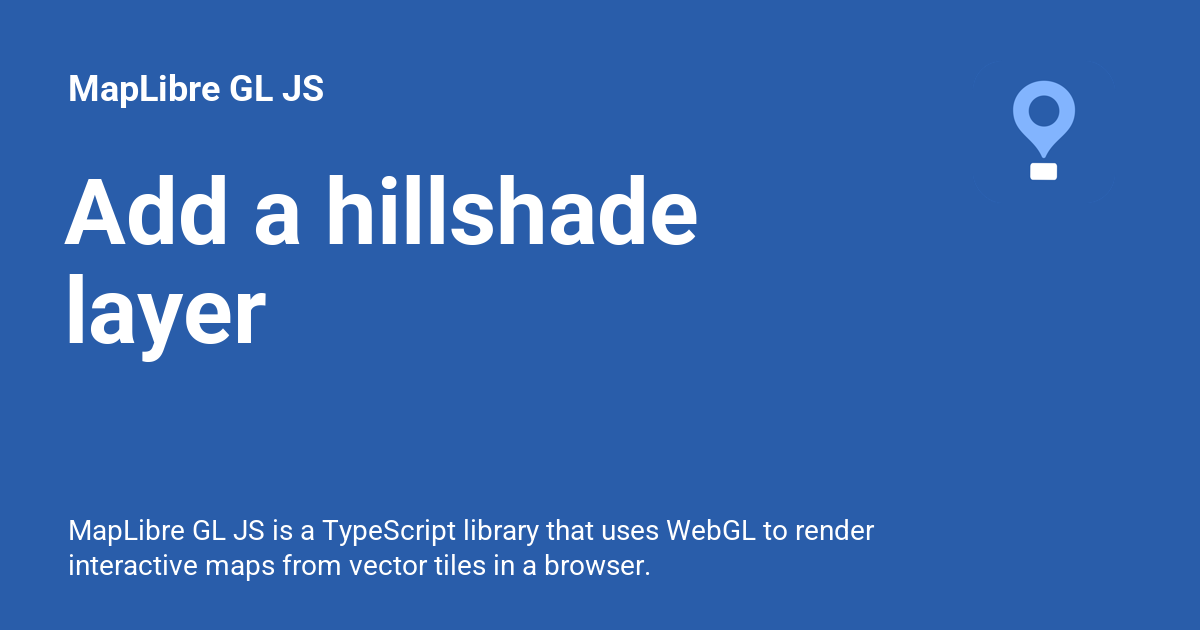 MapLibre GL JS
Add a hillshade
layer
MapLibre GL JS is a TypeScript library that uses WebGL to render
interactive maps from vector tiles in a browser.